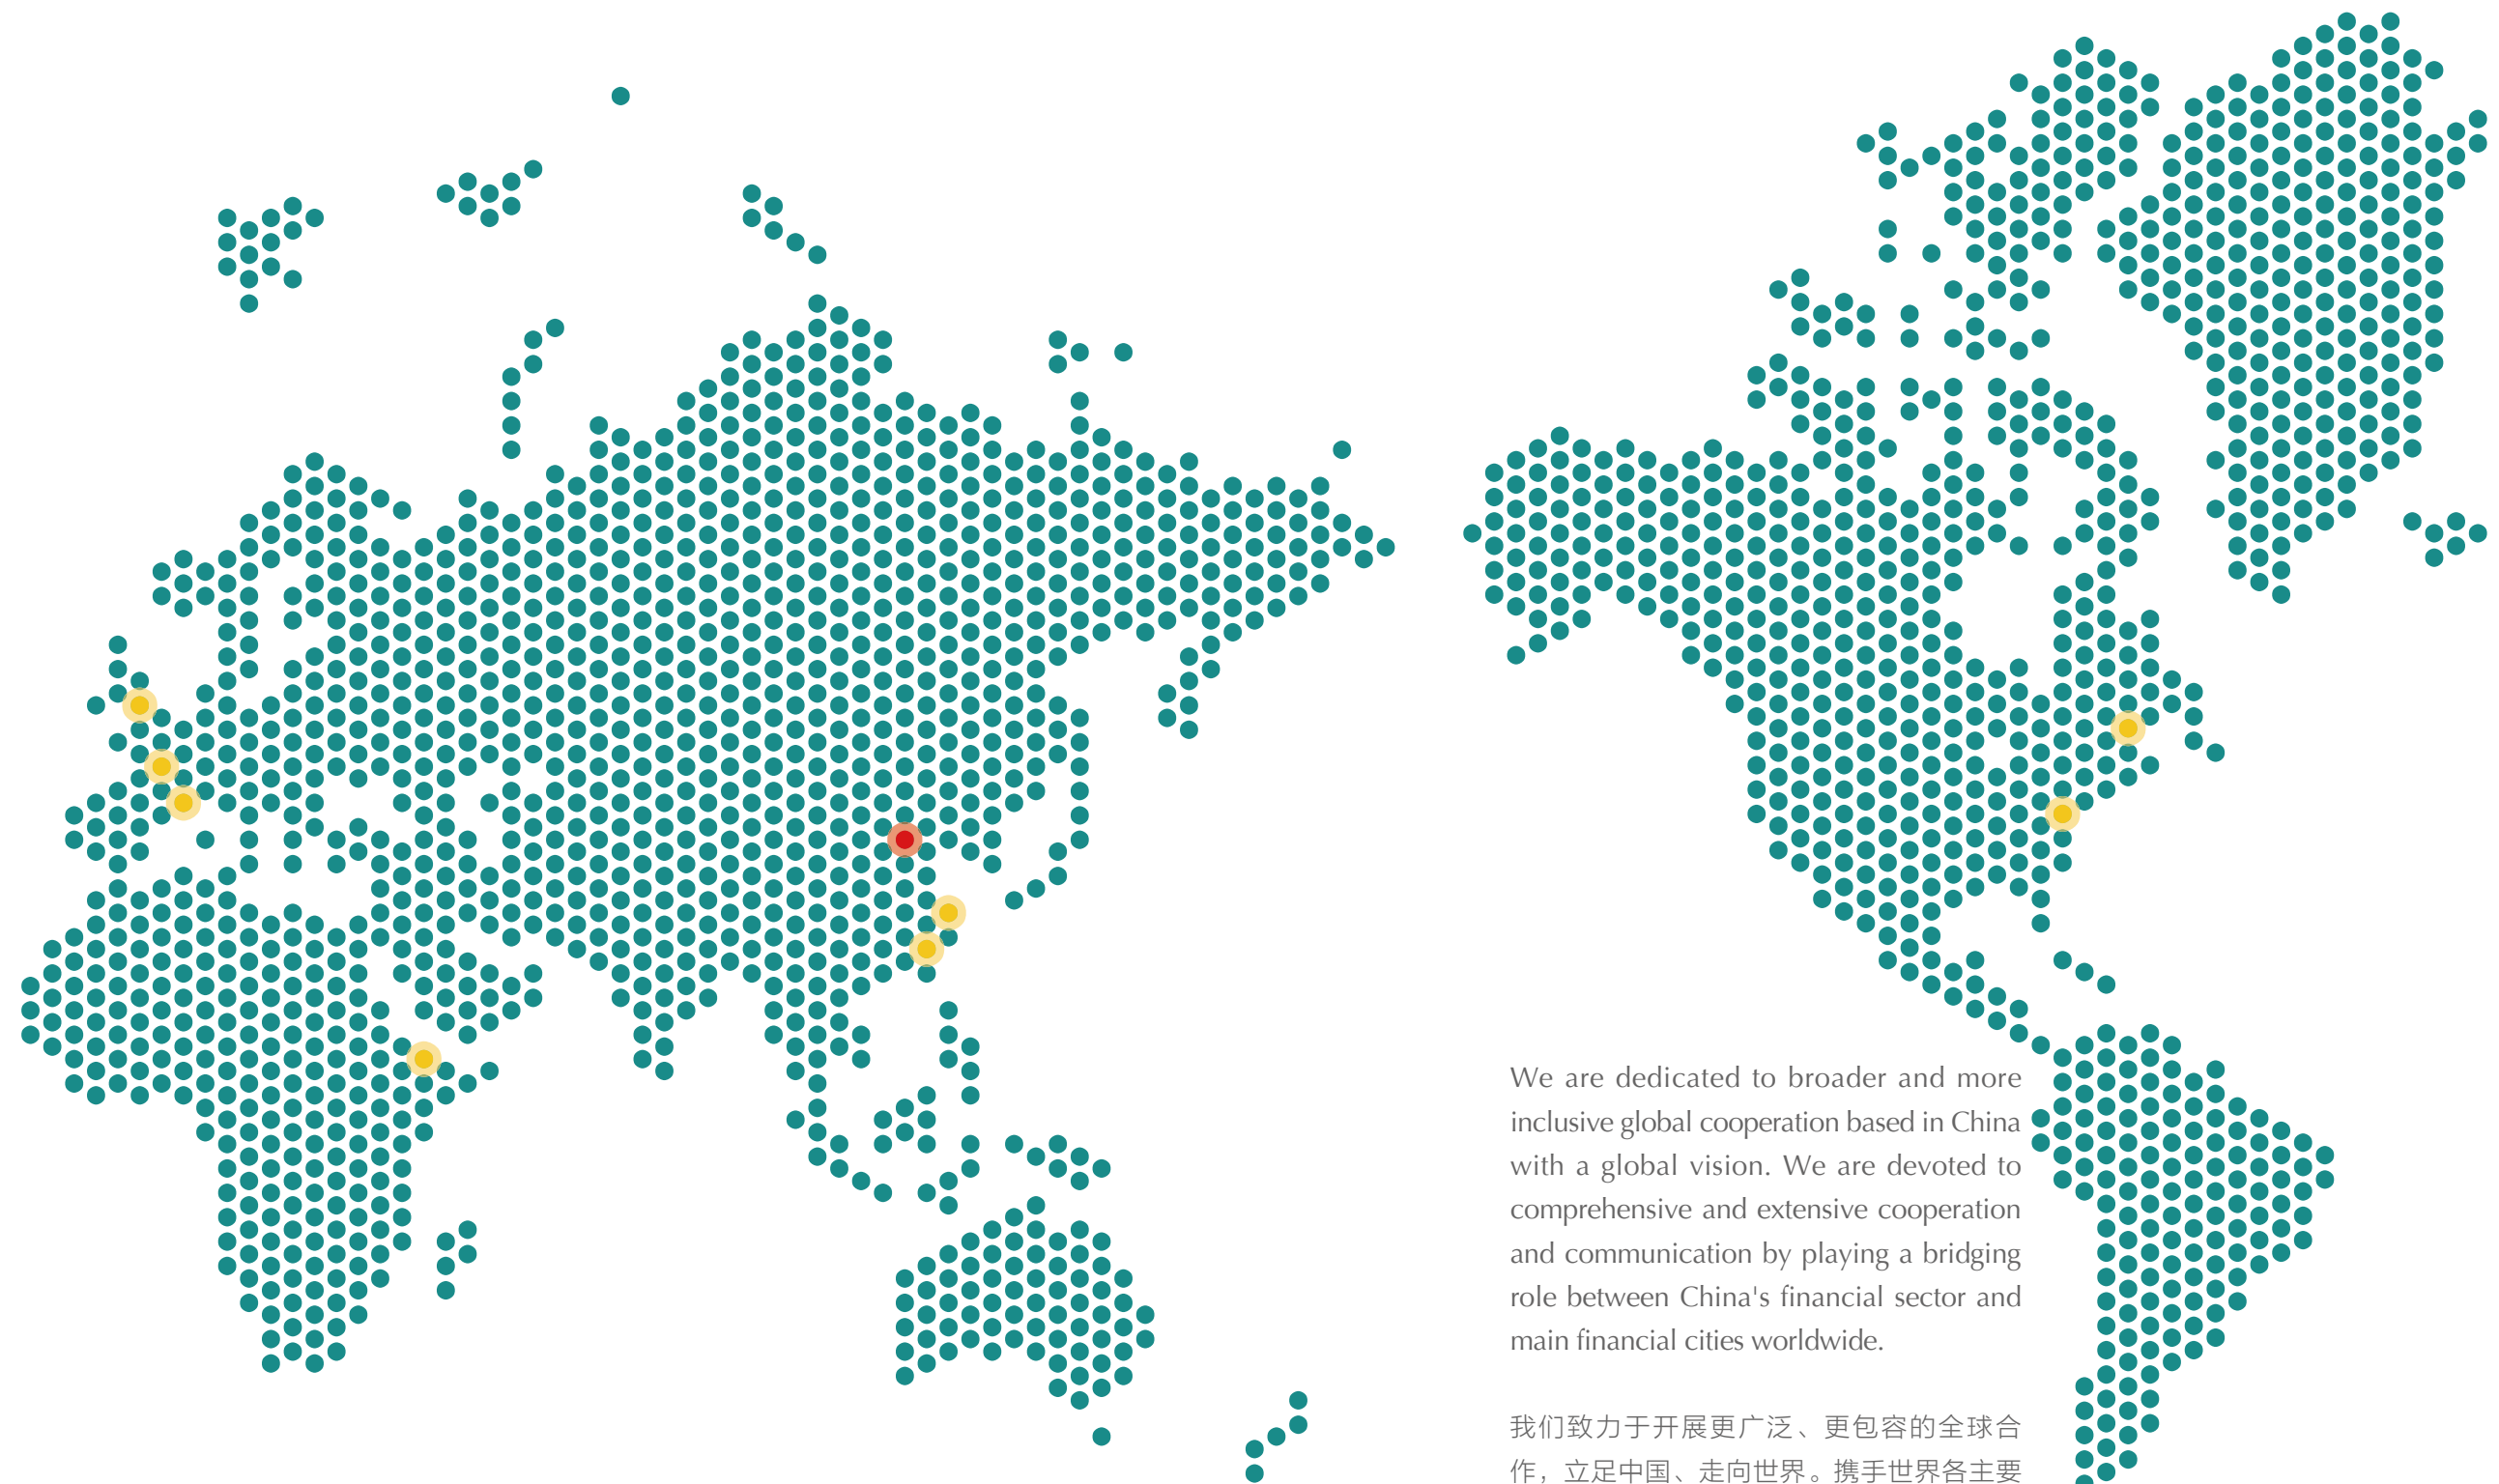 We are dedicated to broader and more
inclusive global cooperation based in China
with a global vision. We are devoted to
comprehensive and extensive cooperation
and communication by playing a bridging
role between China's financial sector and
main financial cities worldwide.
我们致力于开展更广泛、更包容的全球合
作，立足中国、走向世界。携手世界各主要